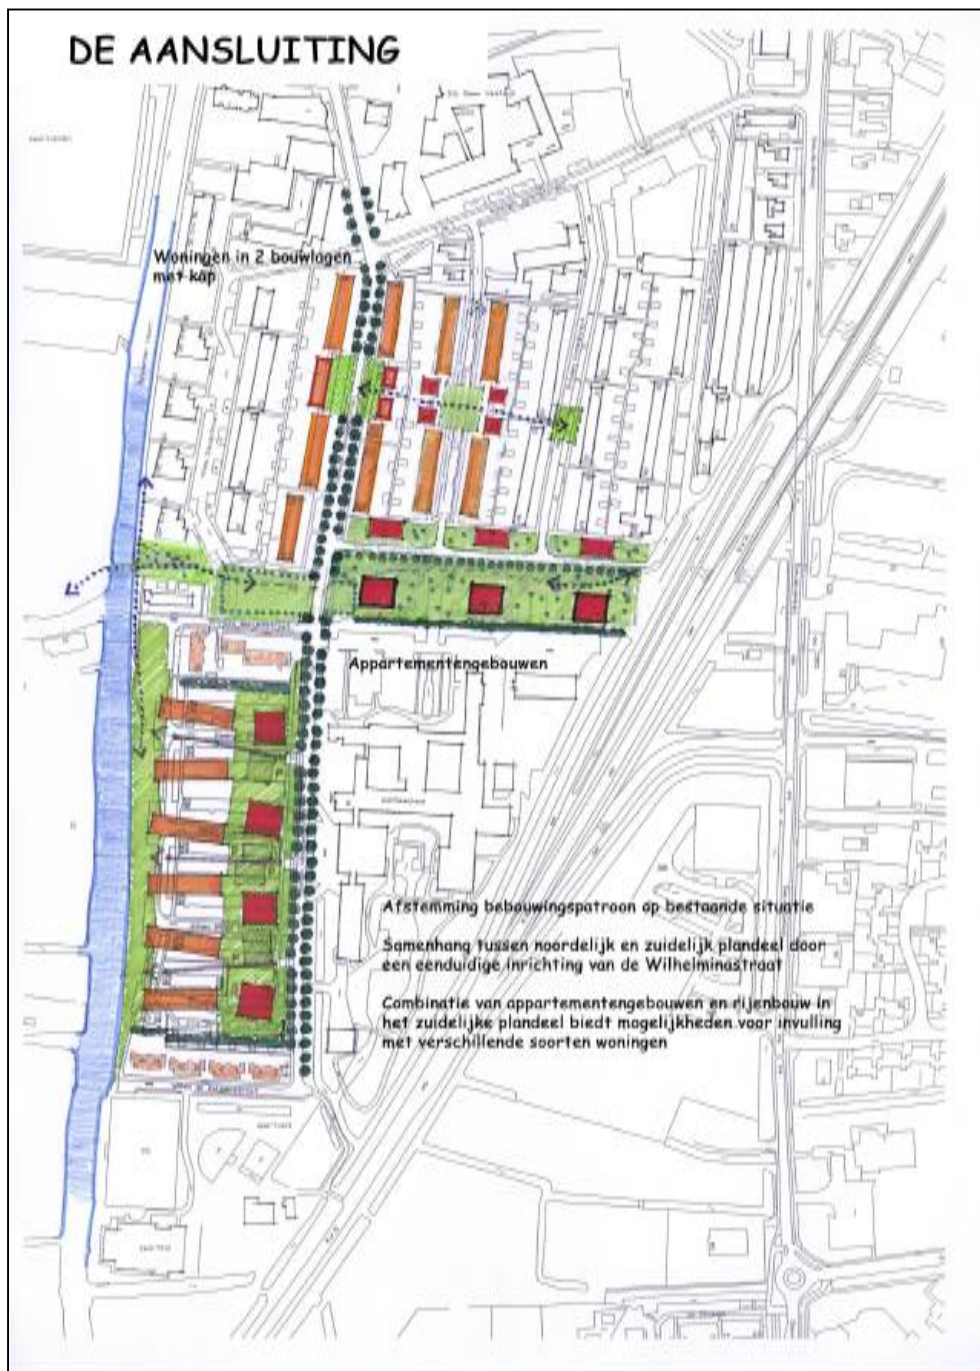 DE AANSLUITING
Woningen in 2 bouwlagen
met kap
Appartementengebouwen
Afstemming bebouwingspatroon op bestaande situatie
Samenhang tussen noordelijk en zuidelijk plandeel door
een eenduidige inrichting van de Wilhelminastraat
Combinatie van appartementengebouwen en rijenbouw in
het zuidelijke plandeel biedt mogelijkheden voor invulling
met verschillende soorten woningen